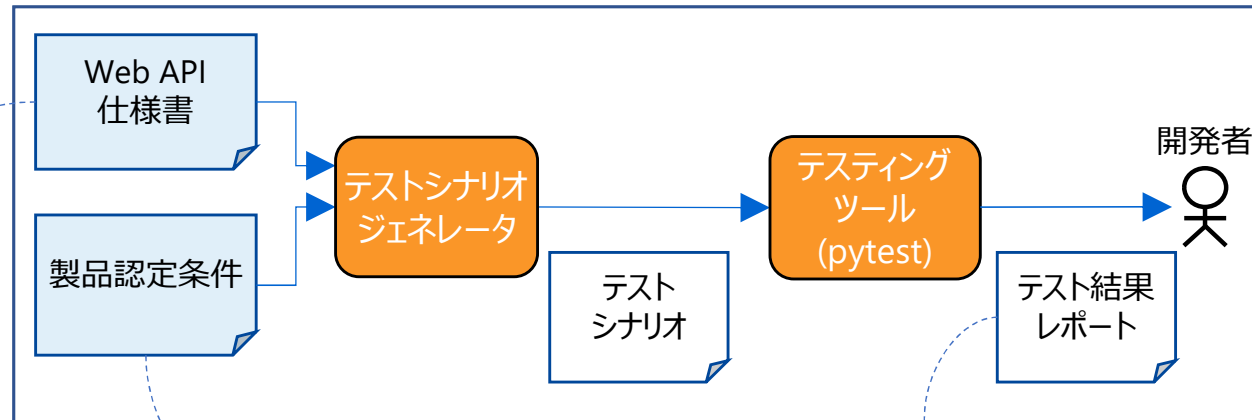 Web API
仕様書
製品認定条件
テストシナリオ
ジェネレータ
テスト
シナリオ
テスティング
ツール
(pytest)
開発者
テスト結果
レポート